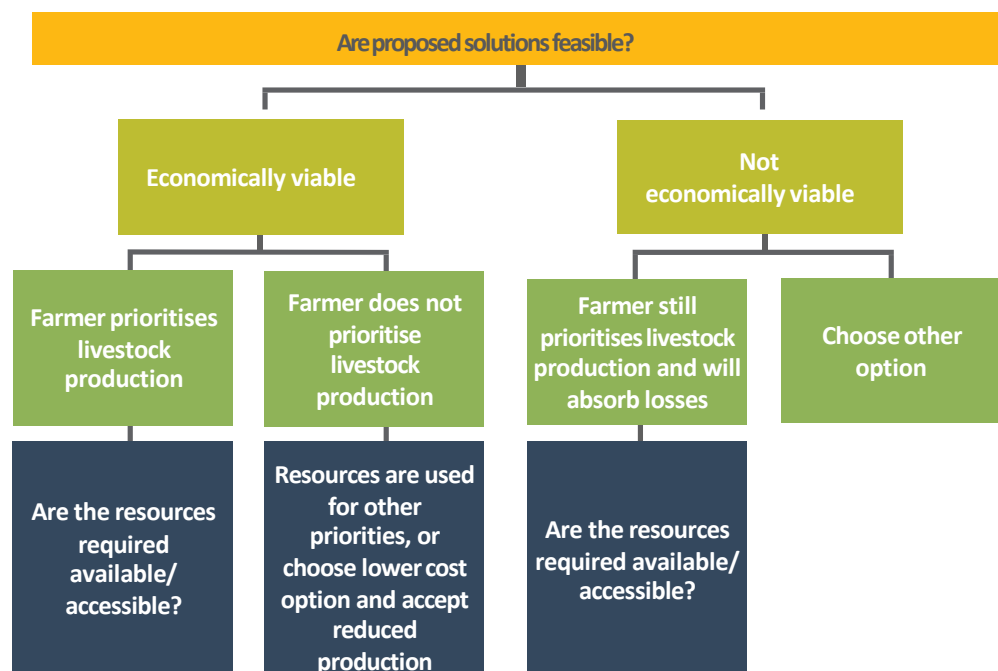 Are proposed solutions feasible?
Economically viable
Not
economically viable
Farmer prioritises
livestock
production
Farmer does not
prioritise
livestock
production
Farmer still
prioritises livestock
production and will
absorb losses
Choose other
option
Are the resources
required
available/
accessible?
Resources are used
for other
priorities, or
choose lower cost
option and accept
reduced
production
Are the resources
required available/
accessible?